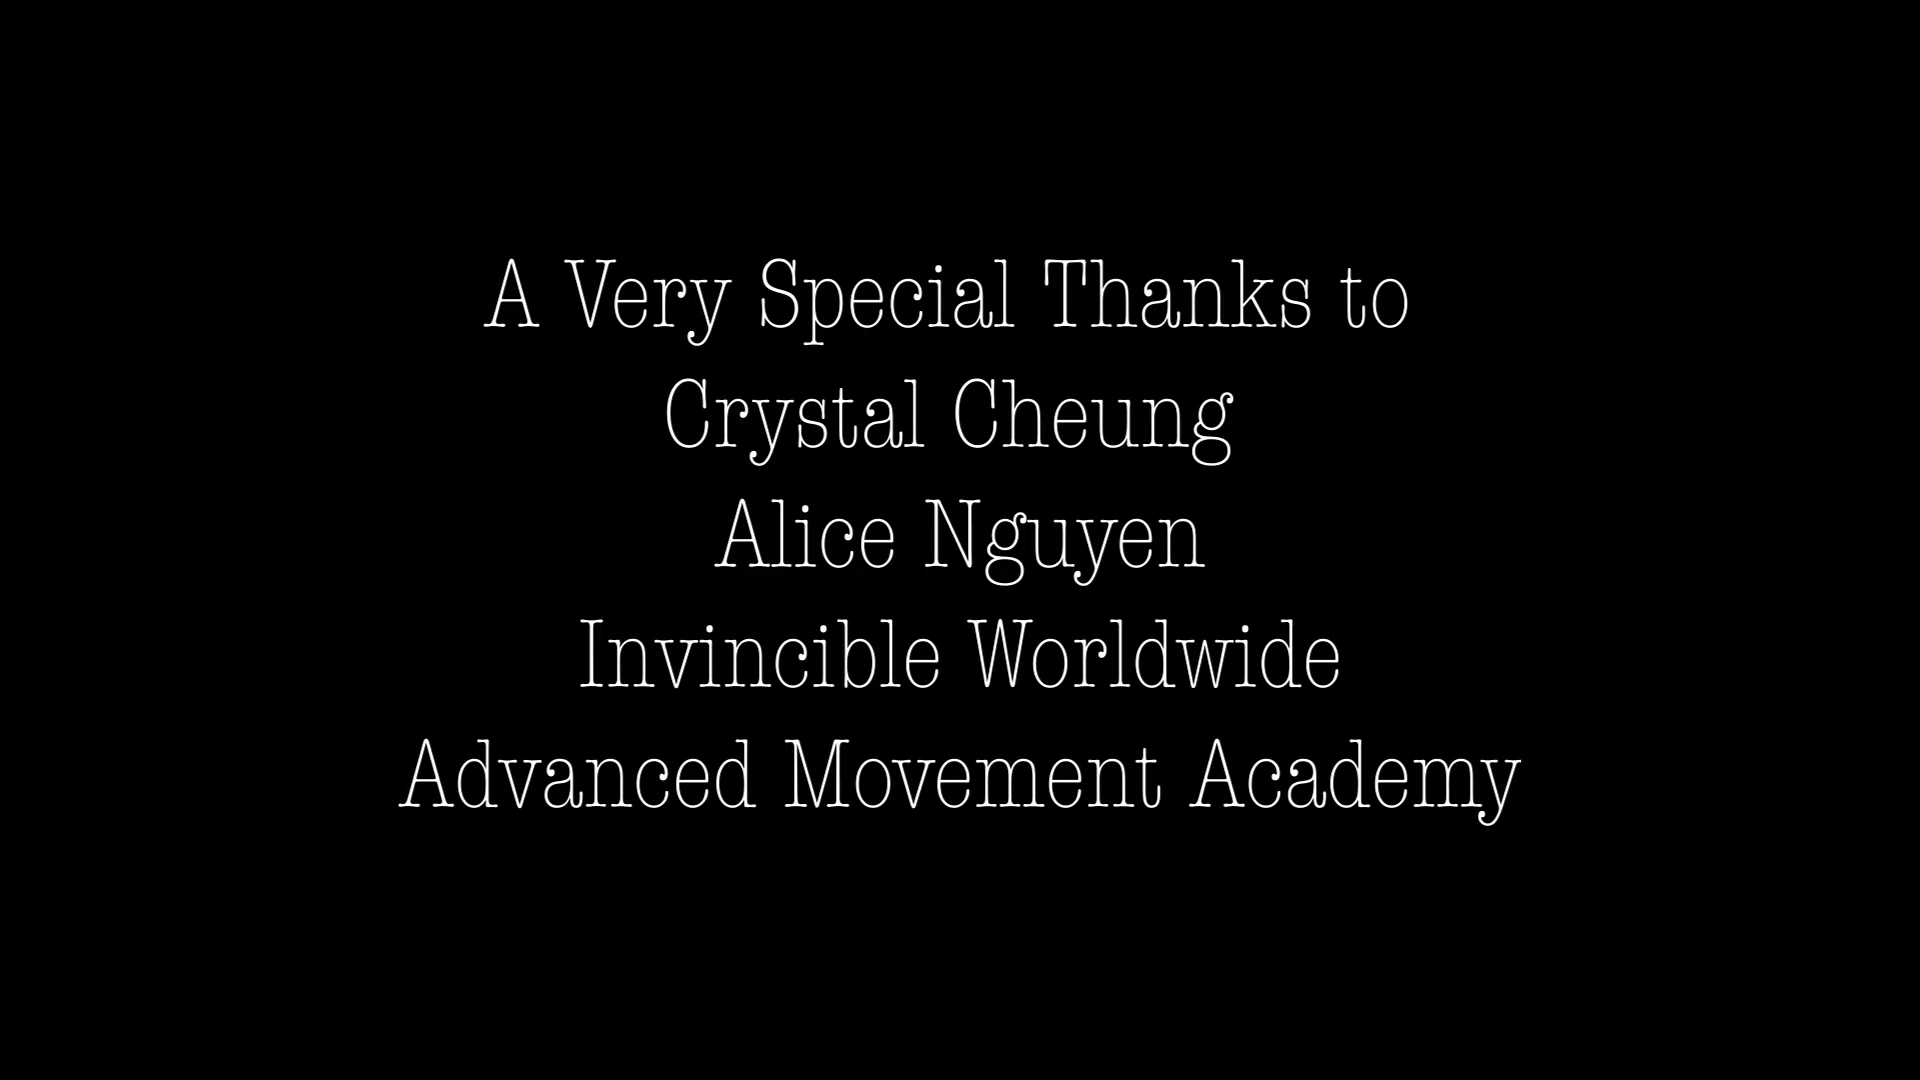 A Very Special Thanks to
Crystal Cheung
Alice Nguyen
Invincible Worldwide
Advanced Movement Academy